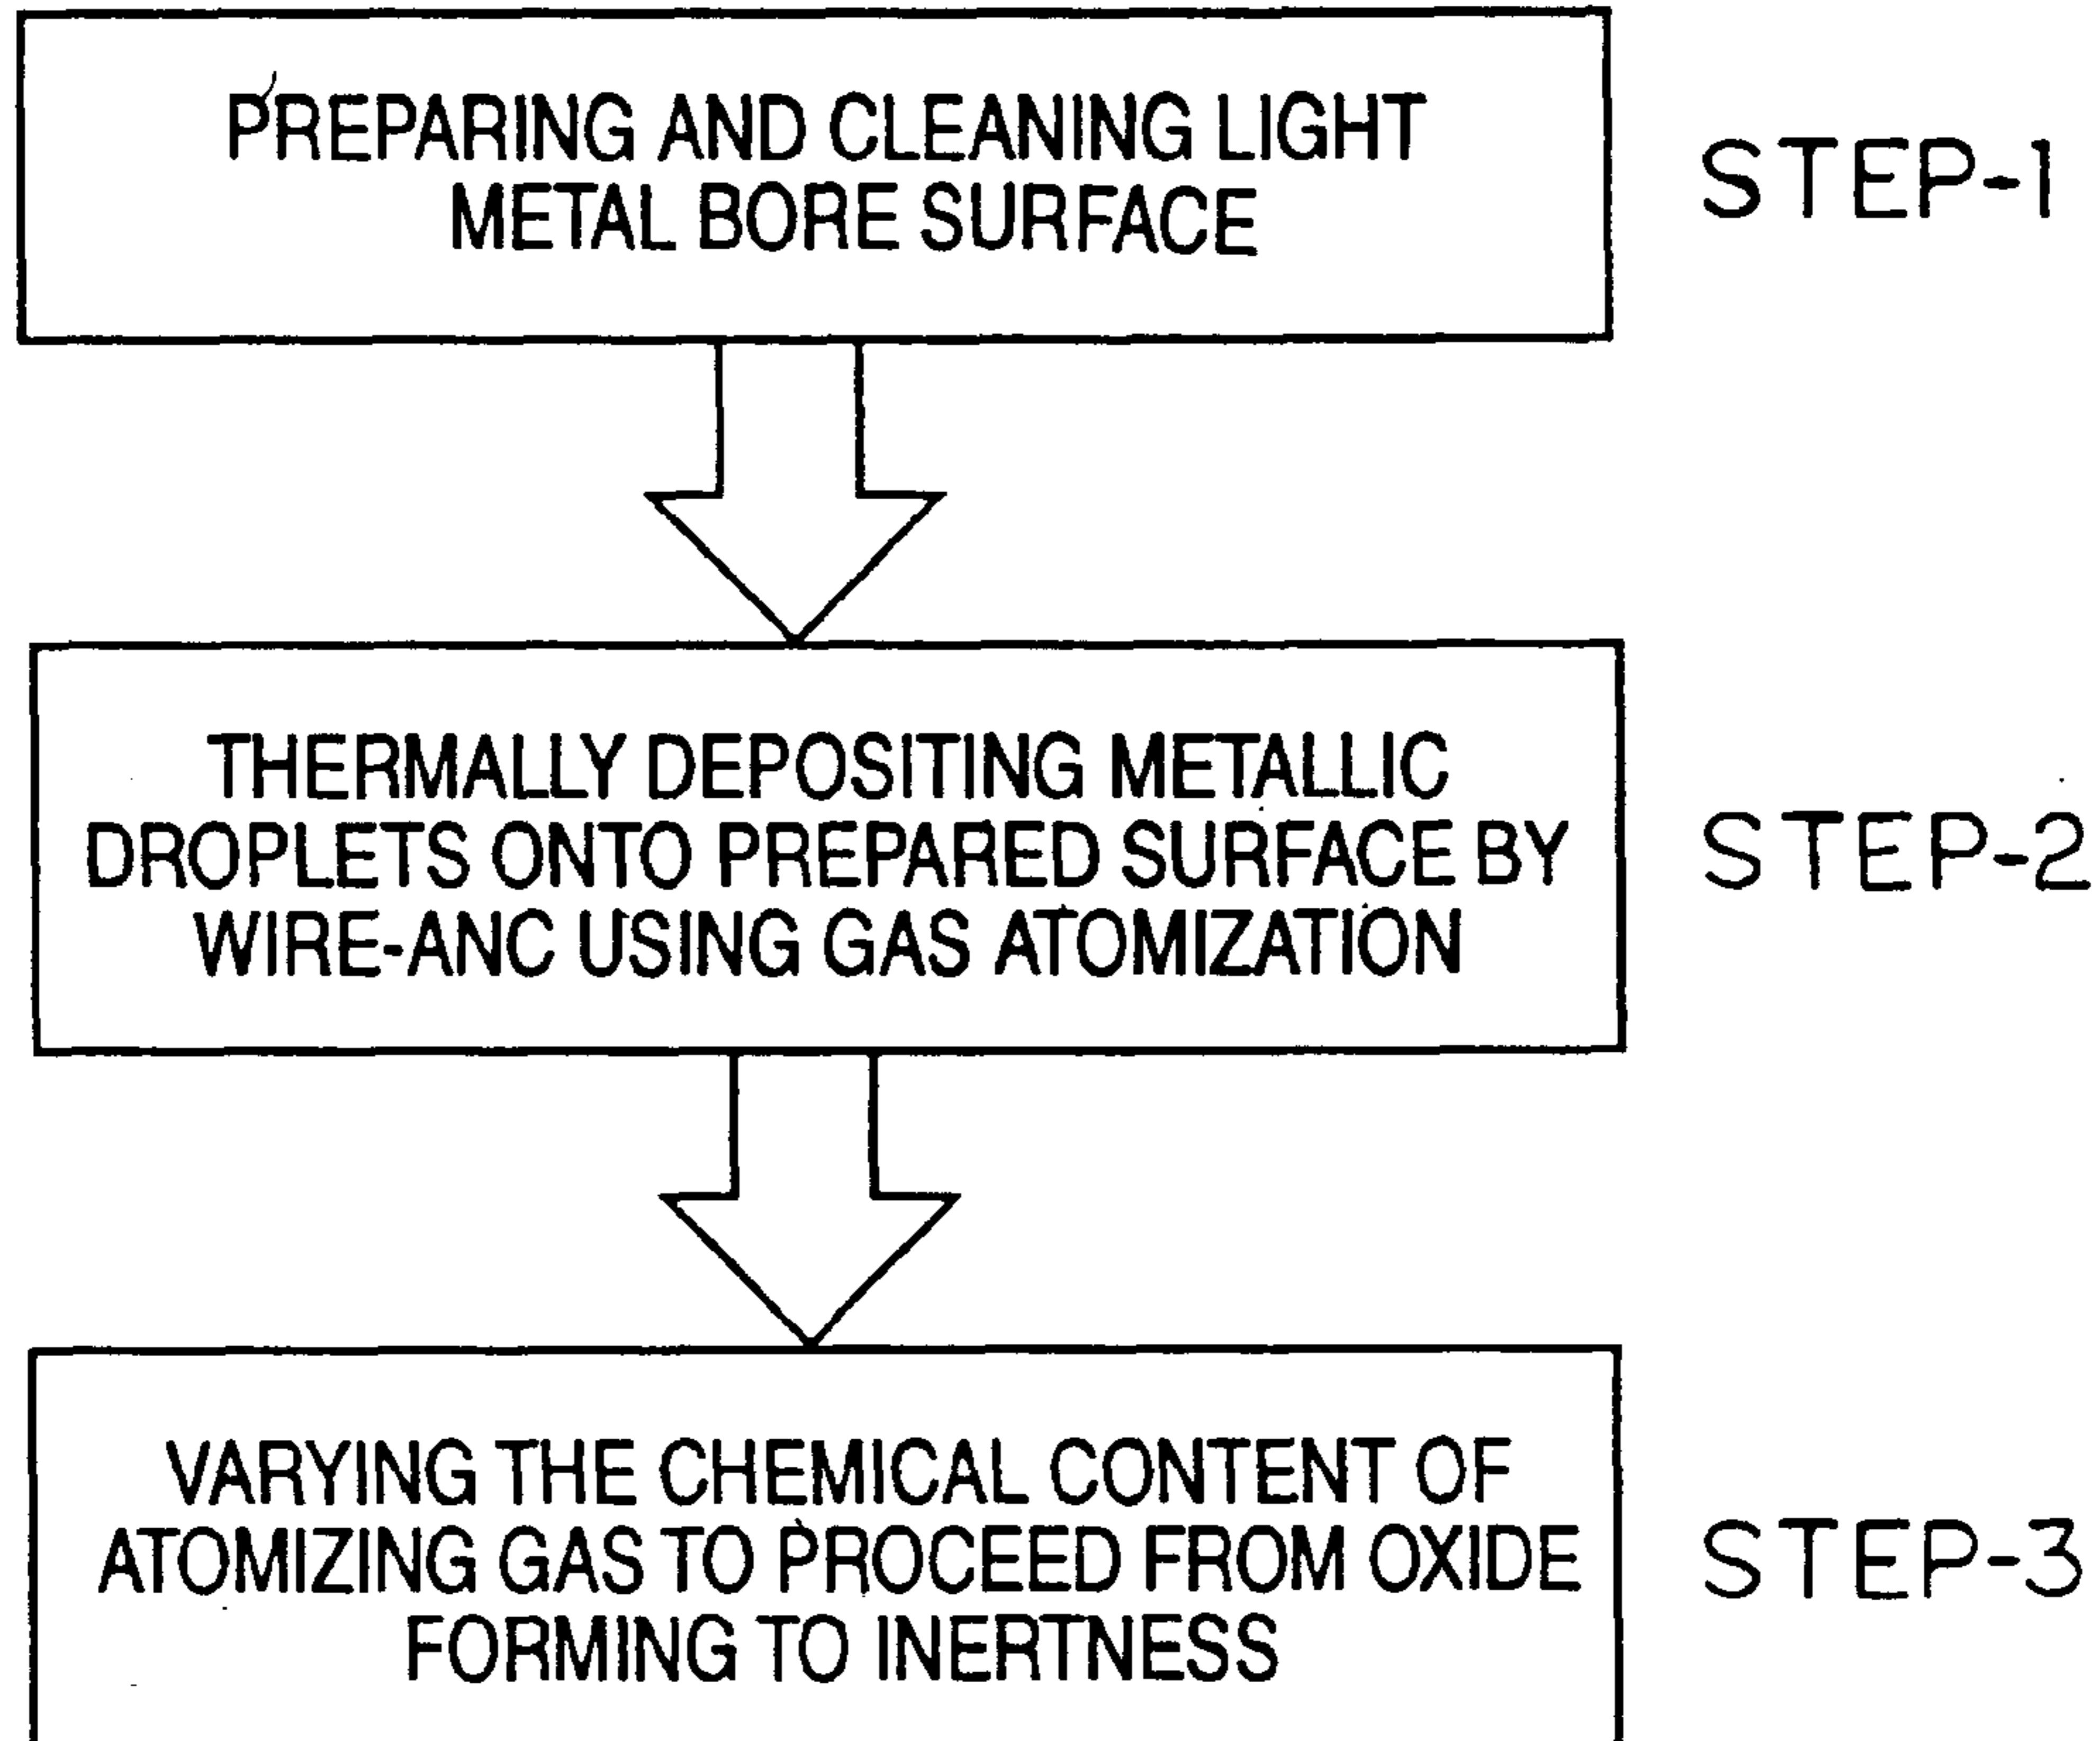 PREPARING AND CLEANING LIGHT
METAL BORE SURFACE
STEP-1
THERMALLY DEPOSITING METALLIC
DROPLETS ONTO PREPARED SURFACE BY
WIRE-ANC USING GAS ATOMIZATION
STEP-2
VARYING THE CHEMICAL CONTENT OF
ATOMIZING GAS TO PROCEED FROM OXIDE
FORMING TO INERTNESS
STEP-3